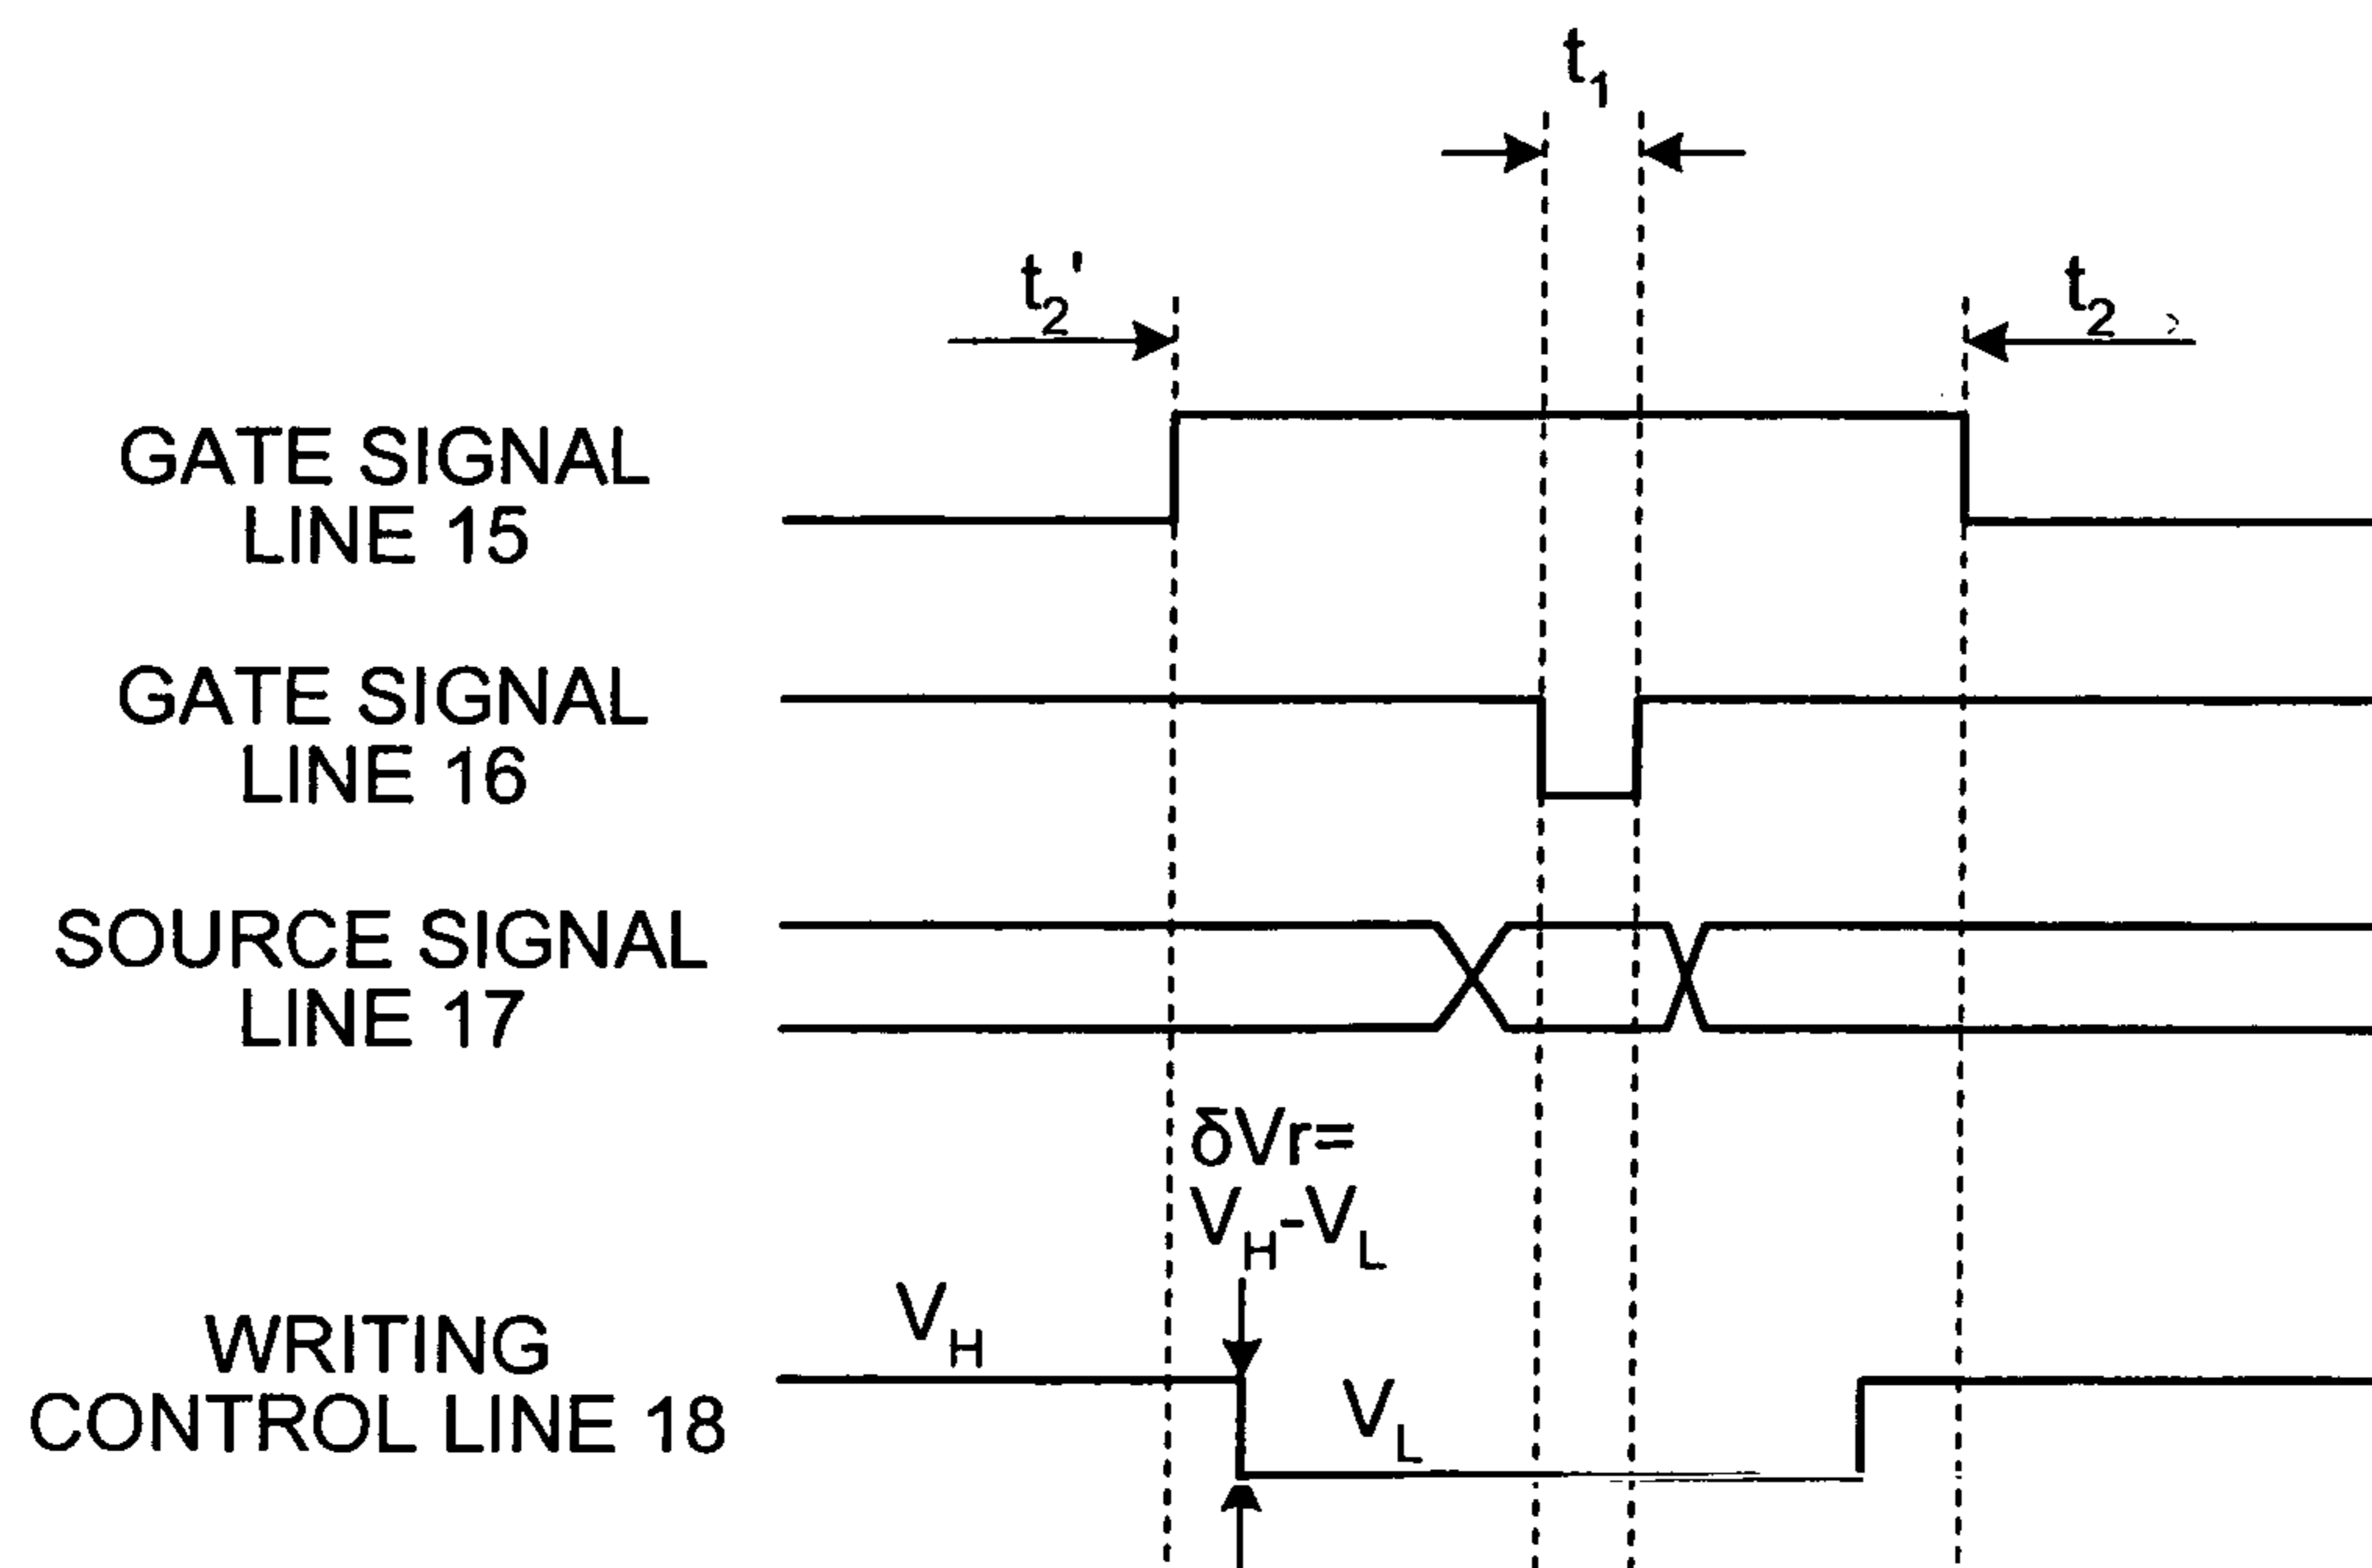 t1
t2'
t2
GATE SIGNAL
LINE 15
GATE SIGNAL
LINE 16
SOURCE SIGNAL
LINE 17
δVr=
VH-VL
VH
WRITING
CONTROL LINE 18
VL